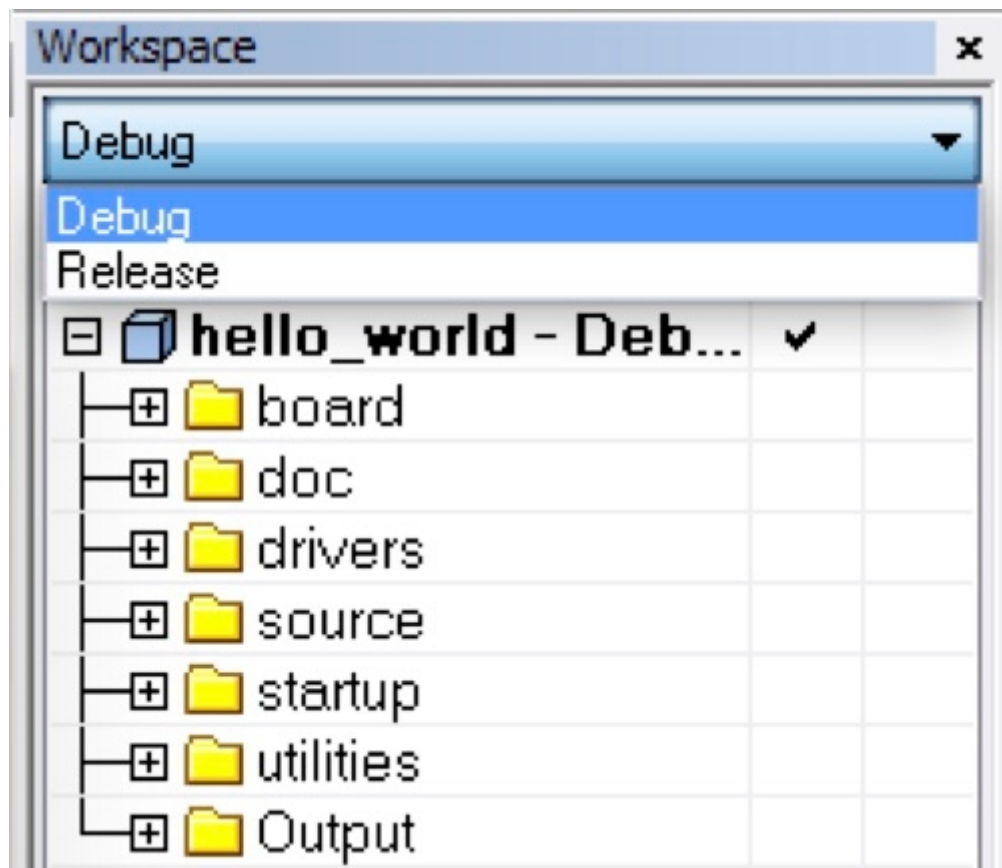 Workspace
Debug
Debug
Release
hello_world - Deb...
board
doc
drivers
source
startup
utilities
Output